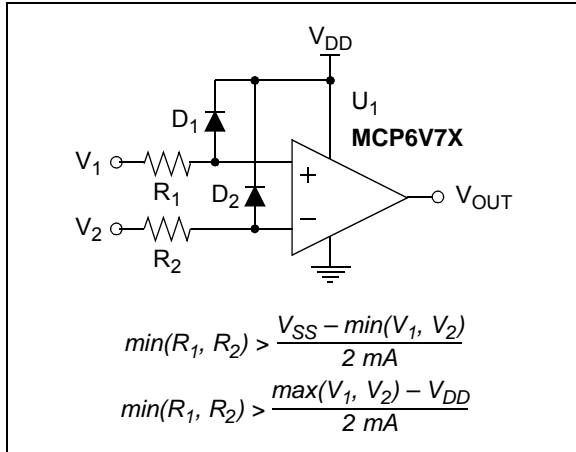 V_DD
U_1
D_1
MCP6V7X
V_1
R_1
D_2
+
−
V_OUT
V_2
R_2
min(R_1, R_2) > (V_SS – min(V_1, V_2)) / 2 mA
min(R_1, R_2) > (max(V_1, V_2) – V_DD) / 2 mA